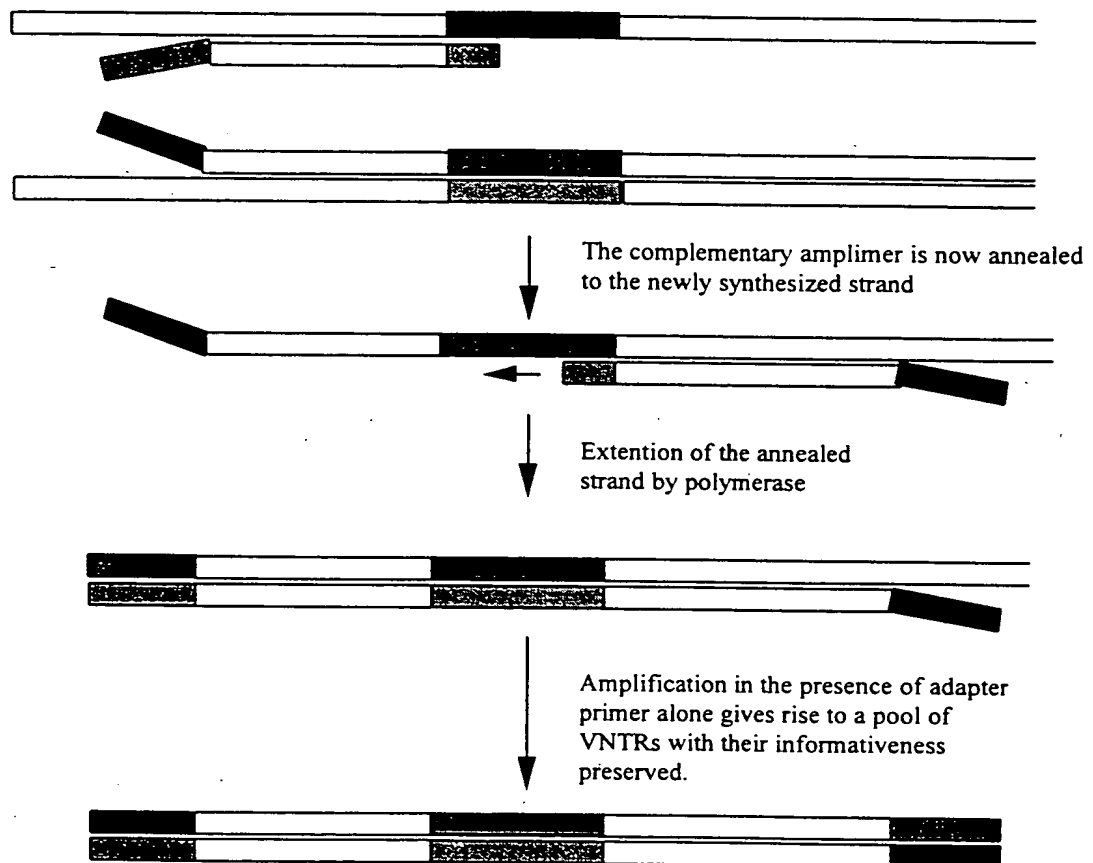 The complementary amplimer is now annealed
to the newly synthesized strand
Extention of the annealed
strand by polymerase
Amplification in the presence of adapter
primer alone gives rise to a pool of
VNTRs with their informativeness
preserved.